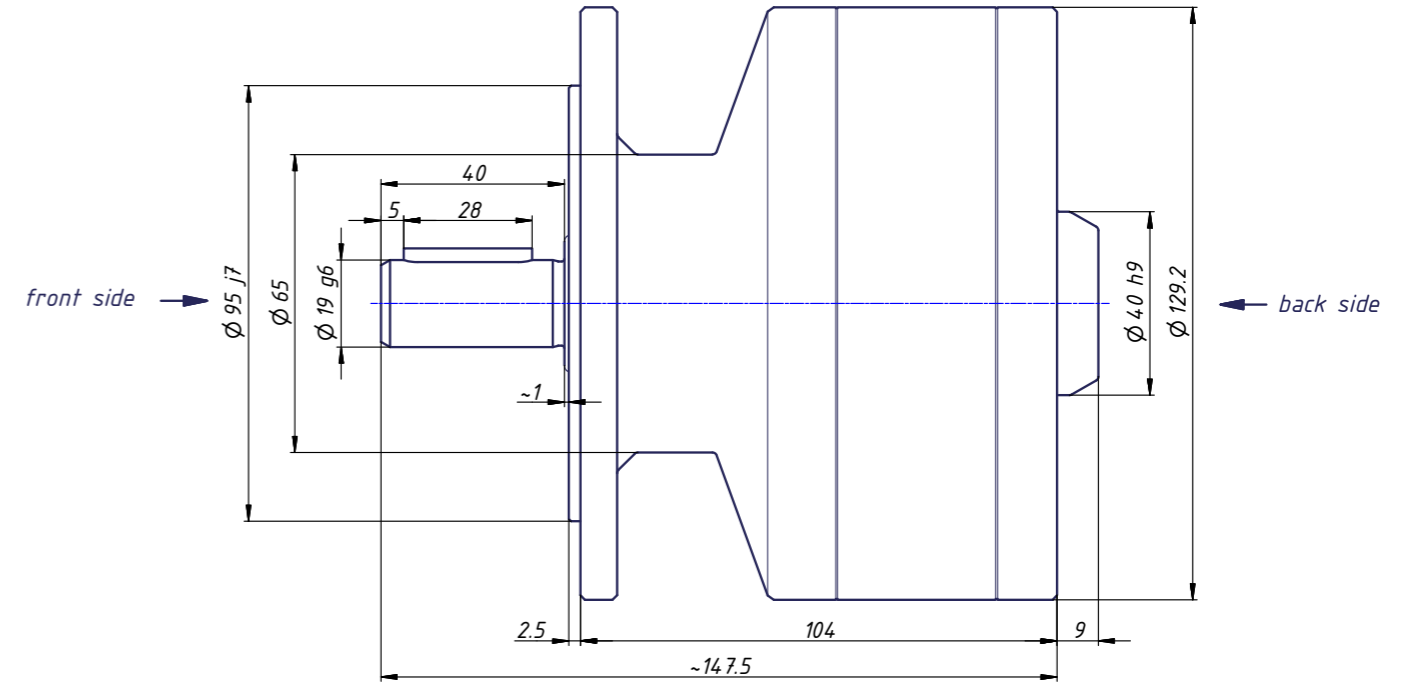 40
5
28
front side
Ø 95 j7
Ø 65
Ø 19 g6
~1
Ø 40 h9
Ø 129.2
back side
2.5
104
9
~147.5